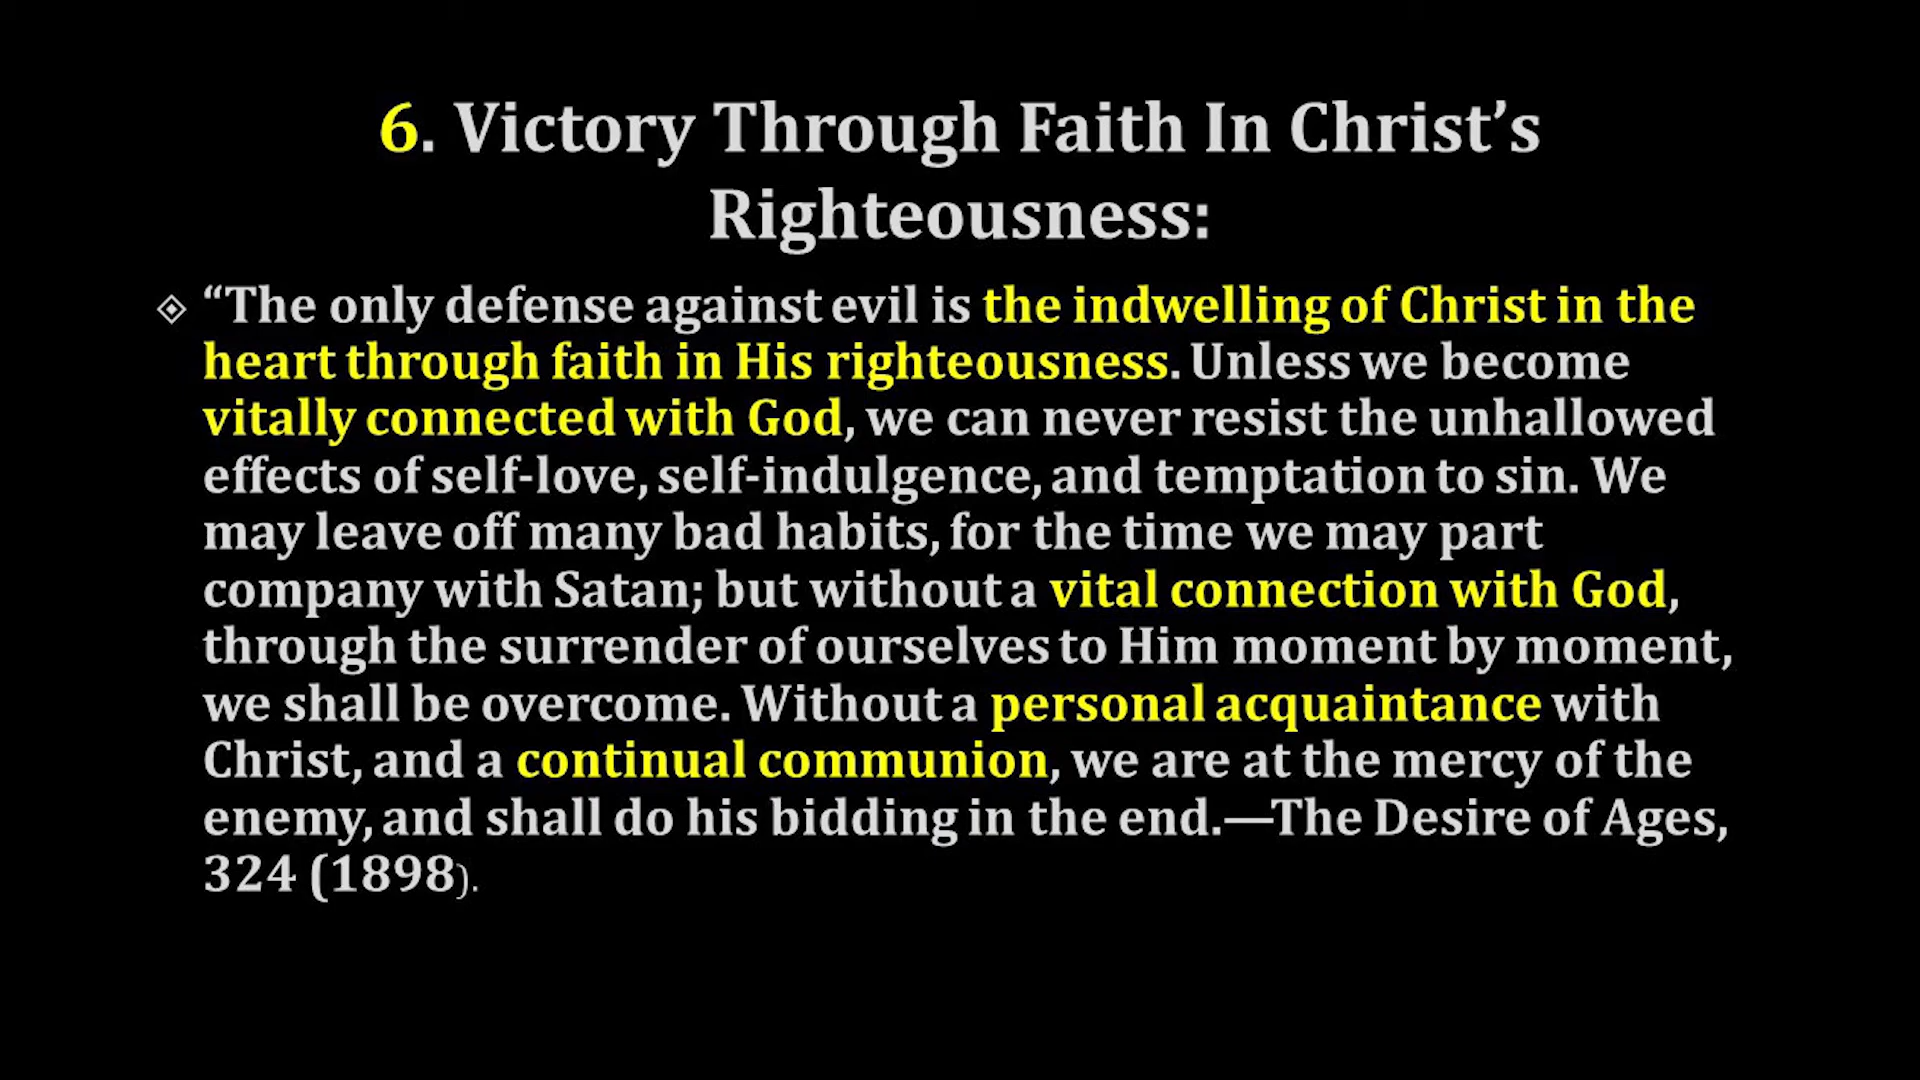 6. Victory Through Faith In Christ’s
Righteousness:
“The only defense against evil is the indwelling of Christ in the
heart through faith in His righteousness. Unless we become
vitally connected with God, we can never resist the unhallowed
effects of self-love, self-indulgence, and temptation to sin. We
may leave off many bad habits, for the time we may part
company with Satan; but without a vital connection with God,
through the surrender of ourselves to Him moment by moment,
we shall be overcome. Without a personal acquaintance with
Christ, and a continual communion, we are at the mercy of the
enemy, and shall do his bidding in the end.—The Desire of Ages,
324 (1898).